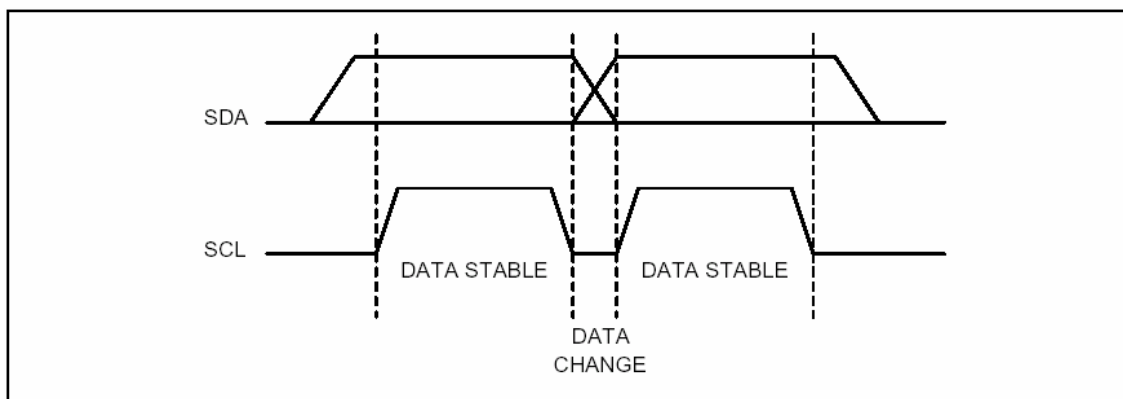 SDA
SCL
DATA STABLE
DATA STABLE
DATA
CHANGE